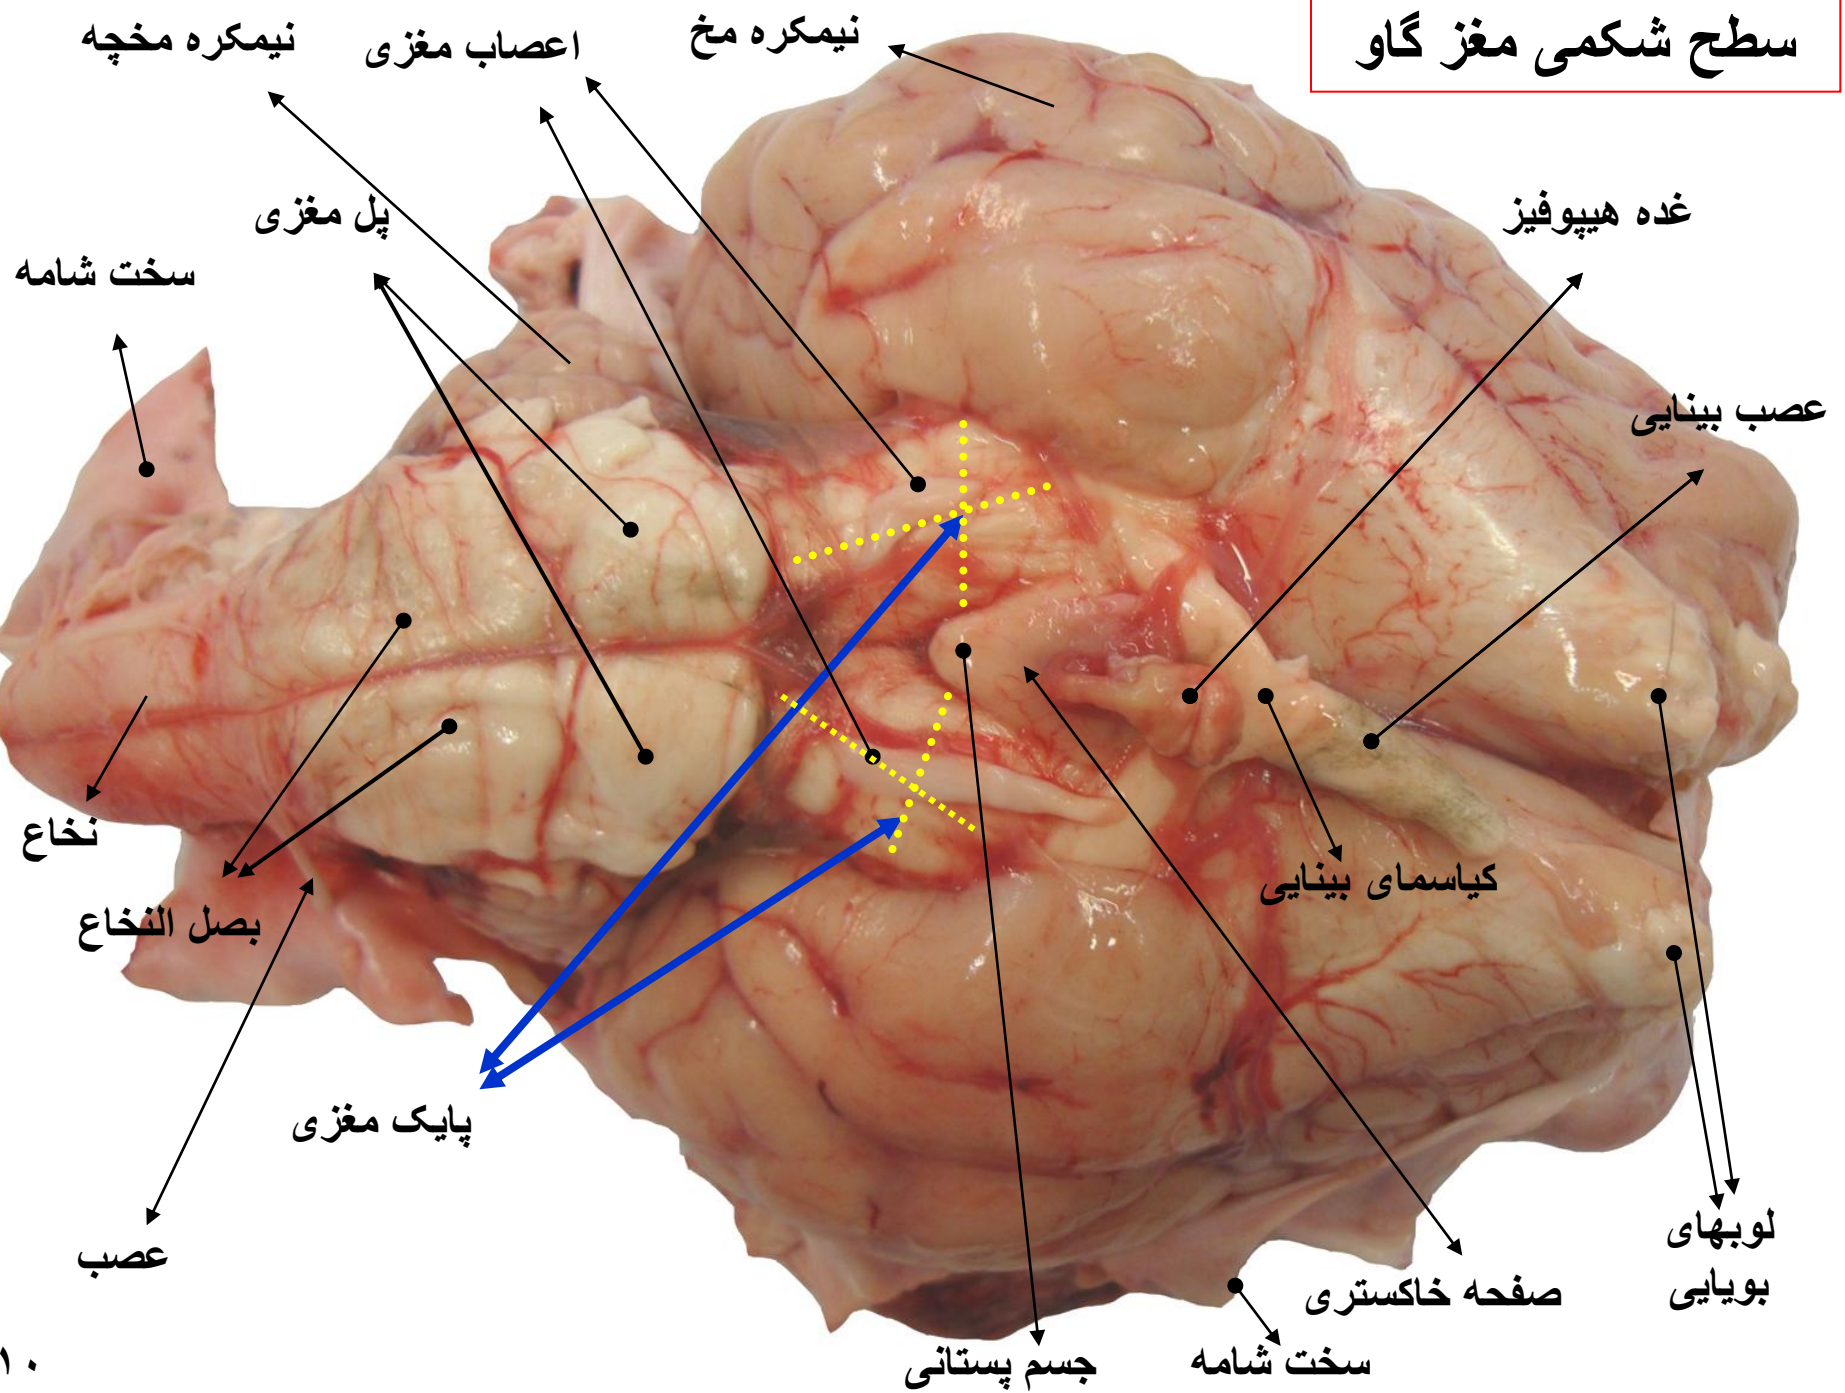 سطح شکمی مغز گاو
نیمکره مخ
اعصاب مغزی
نیمکره مخچه
غده هیپوفیز
پل مغزی
سخت شامه
عصب بینایی
نخاع
کیاسمای بینایی
بصل النخاع
پایک مغزی
عصب
لوبهای
بویایی
صفحه خاکستری
سخت شامه
جسم پستانی
۱۰